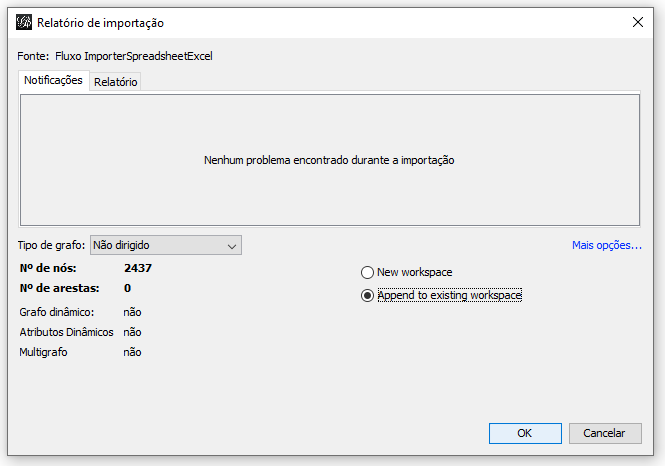 Relatório de importação
Fonte: Fluxo ImporterSpreadsheetExcel
Notificações Relatório
Nenhum problema encontrado durante a importação
Tipo de grafo: Não dirigido Mais opções...
Nº de nós: 2437
New workspace
Nº de arestas: 0
Append to existing workspace
Grafo dinâmico: não
Atributos Dinâmicos não
Multigrafo não
OK Cancelar